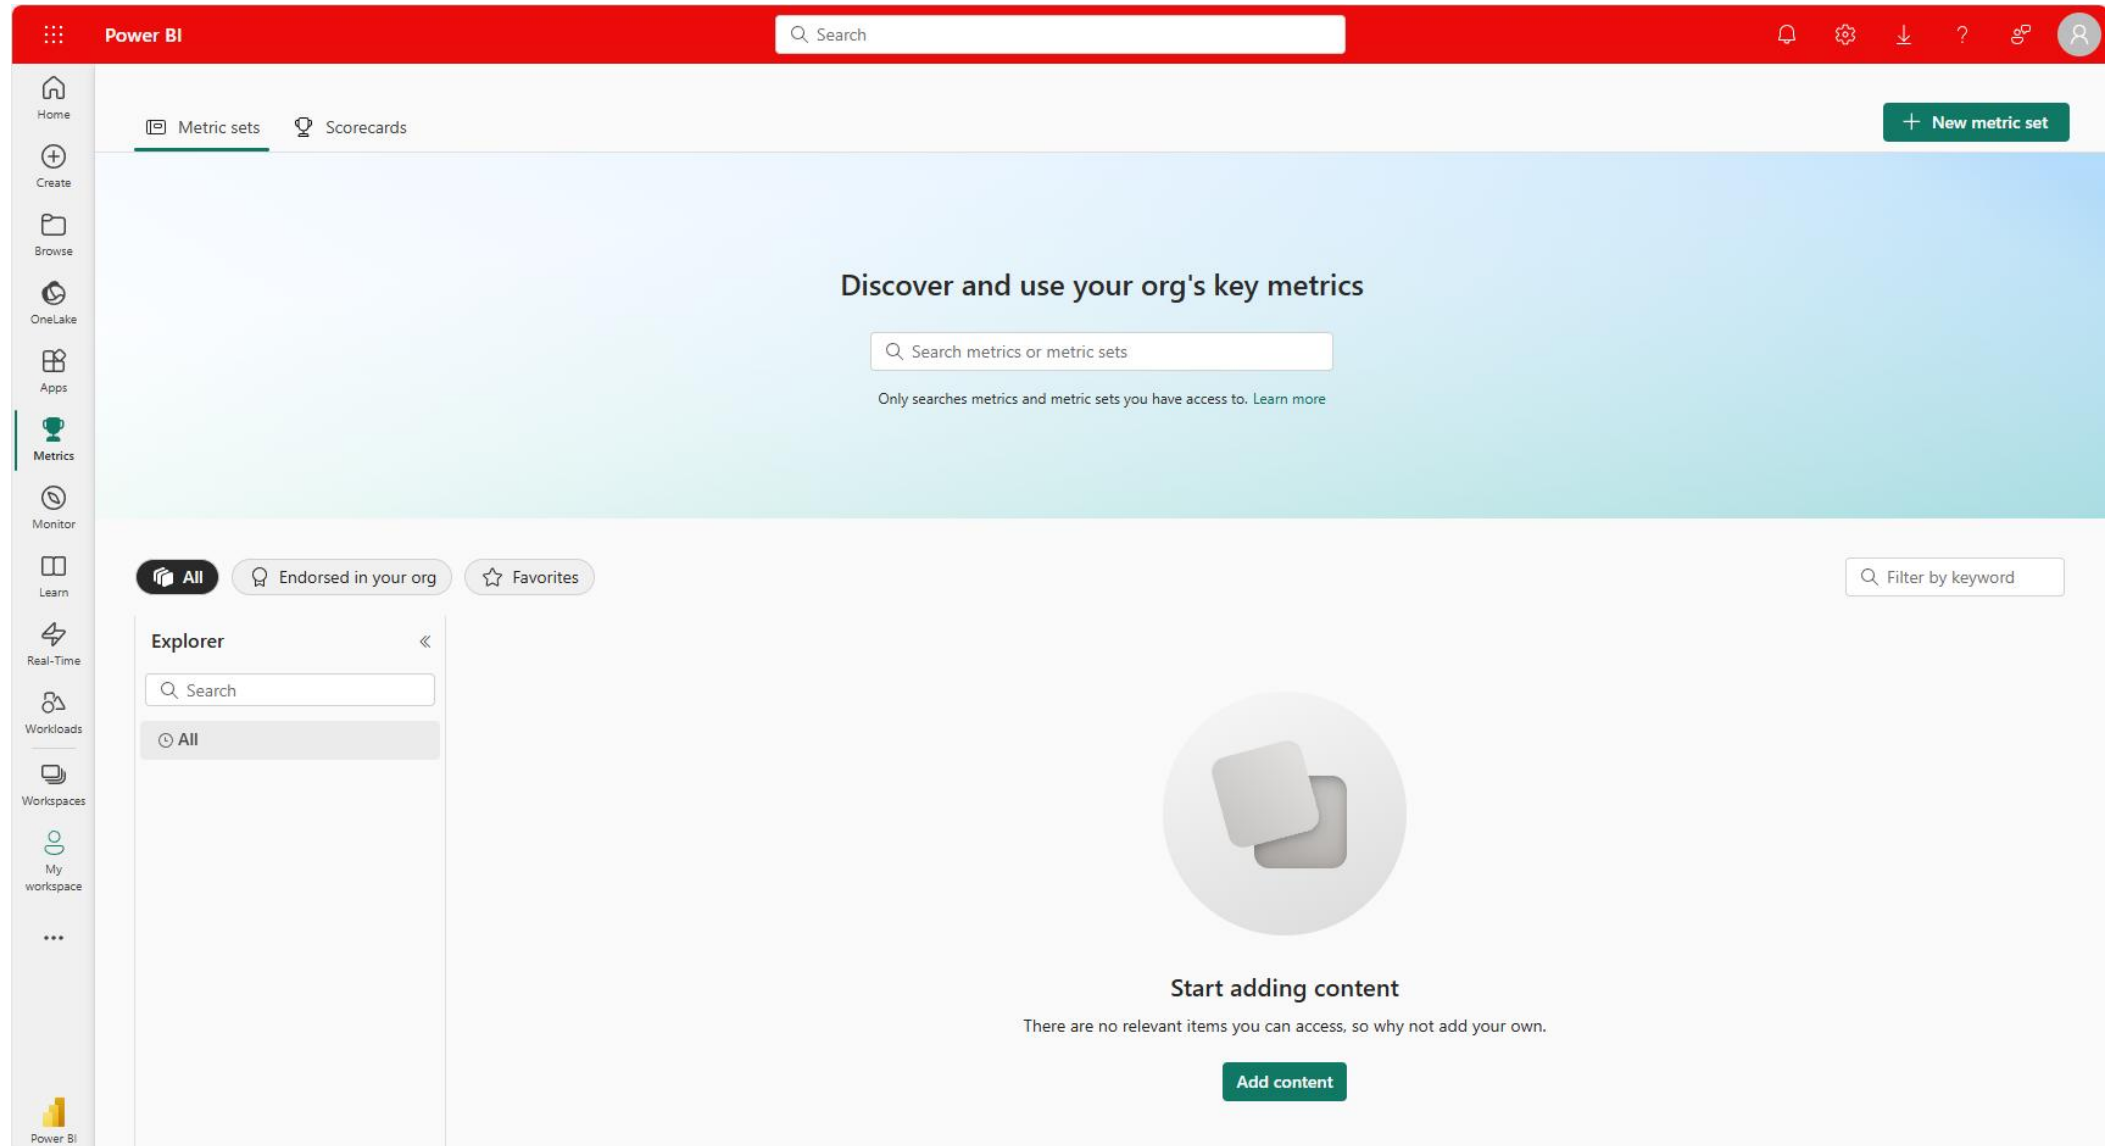 Power BI
Search
Home
Create
Browse
OneLake
Apps
Metrics
Monitor
Learn
Real-Time
Workloads
Workspaces
My
workspace
Power BI
Metric sets
Scorecards
New metric set
Discover and use your org's key metrics
Search metrics or metric sets
Only searches metrics and metric sets you have access to. Learn more
All
Endorsed in your org
Favorites
Filter by keyword
Explorer
Search
All
Start adding content
There are no relevant items you can access, so why not add your own.
Add content